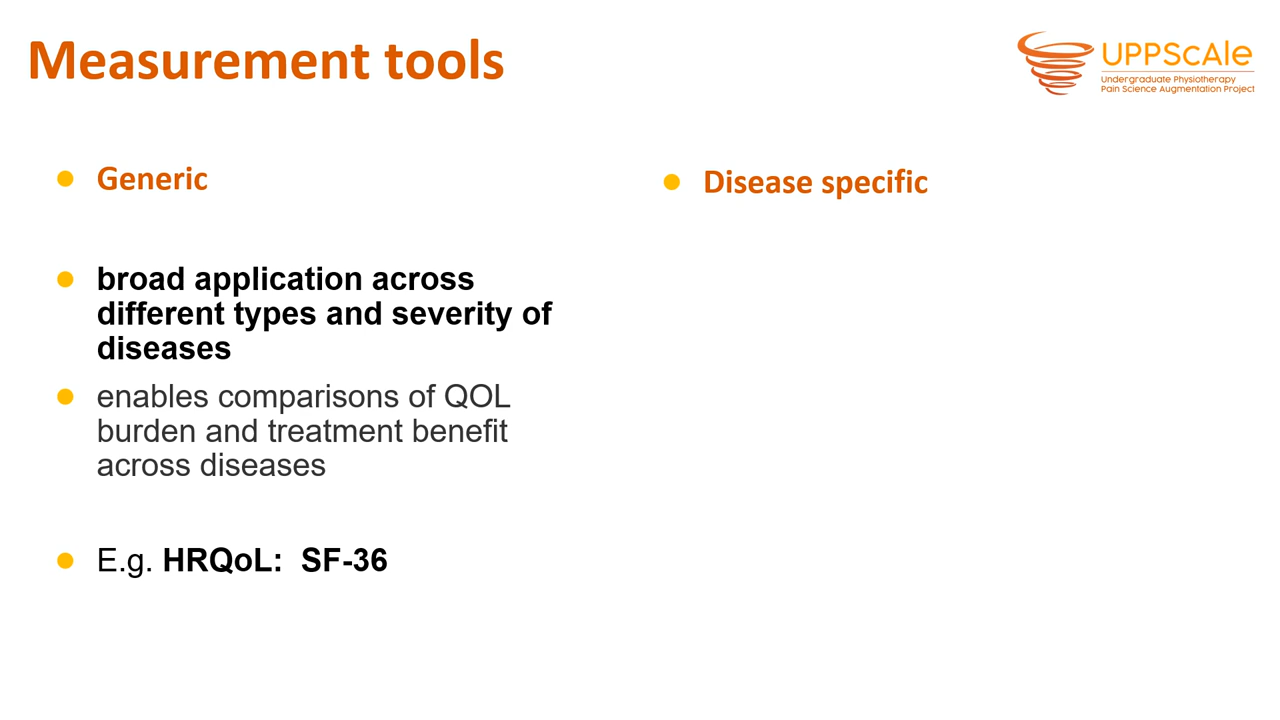 Measurement tools
UPPScale
Undergraduate Physiotherapy
Pain Science Augmentation Project
Generic
broad application across
different types and severity of
diseases
enables comparisons of QOL
burden and treatment benefit
across diseases
E.g. HRQoL:  SF-36
Disease specific